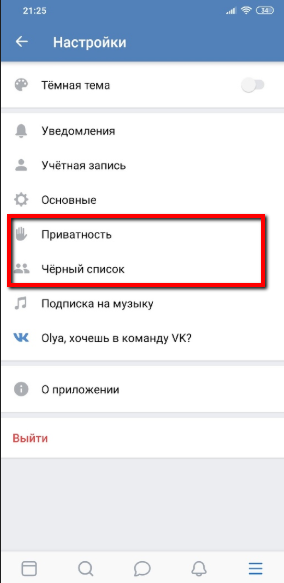 21:25
34
Настройки
Тёмная тема
Уведомления
Учётная запись
Основные
Приватность
Чёрный список
Подписка на музыку
Olya, хочешь в команду VK?
О приложении
Выйти